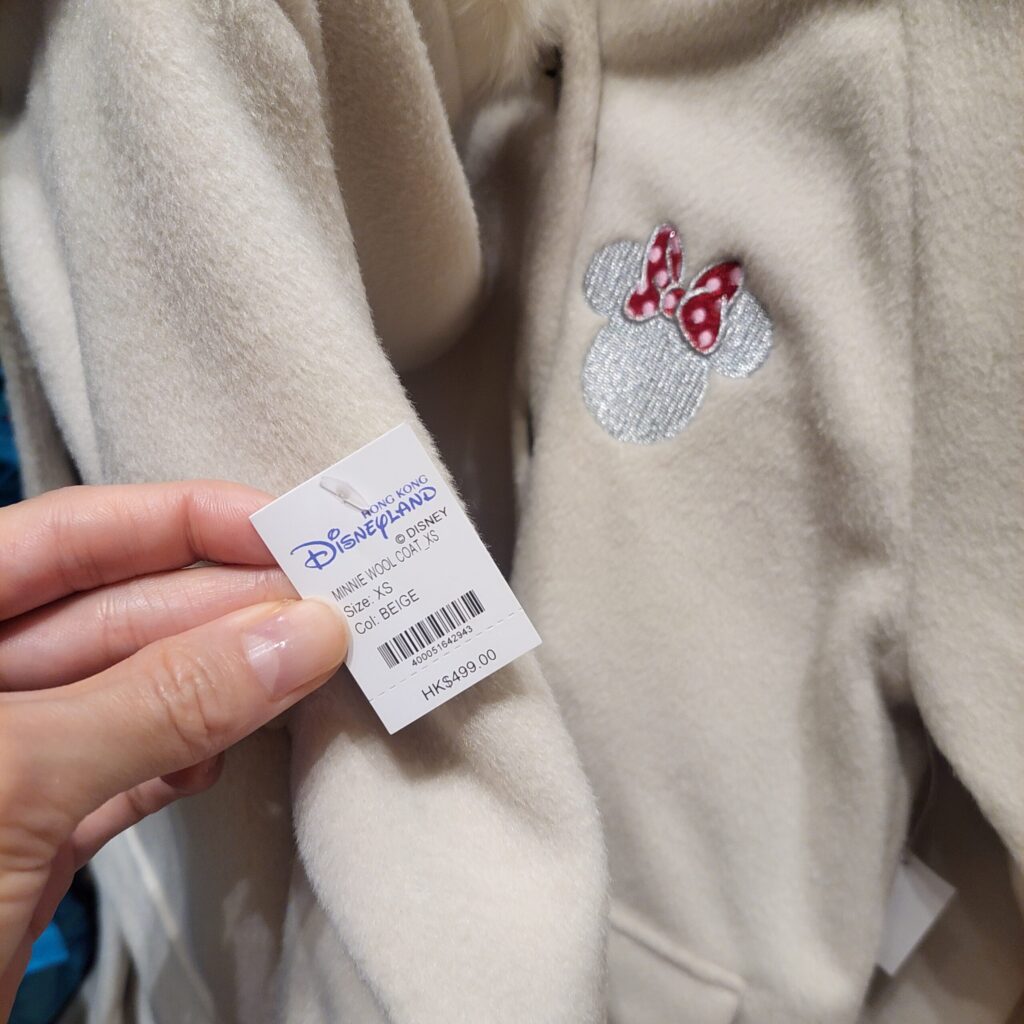 HONG KONG
DISNEYLAND
© DISNEY
MINNIE WOOL COAT_XS
Size: XS
Col: BEIGE
400051642943
HK$499.00